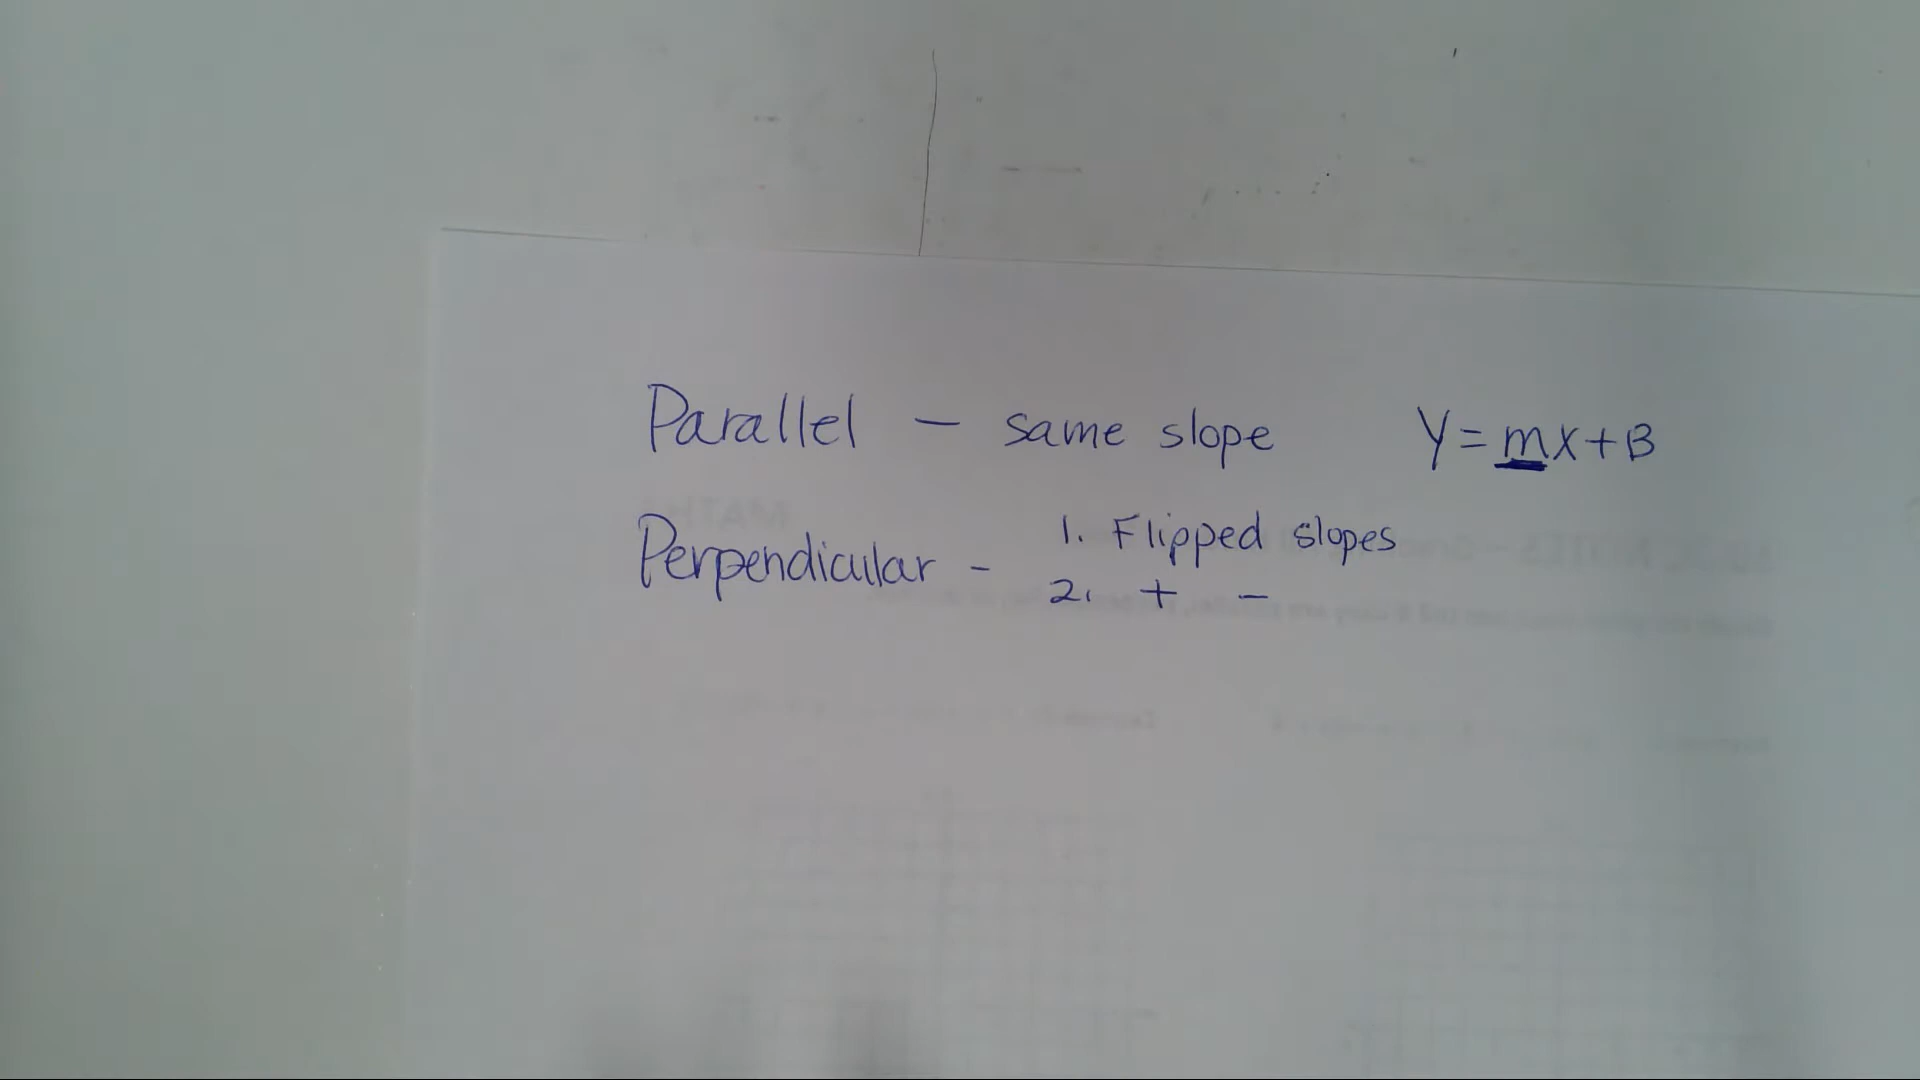 Parallel – same slope Y=mx+B
Perpendicular - 1. Flipped slopes
2. + -